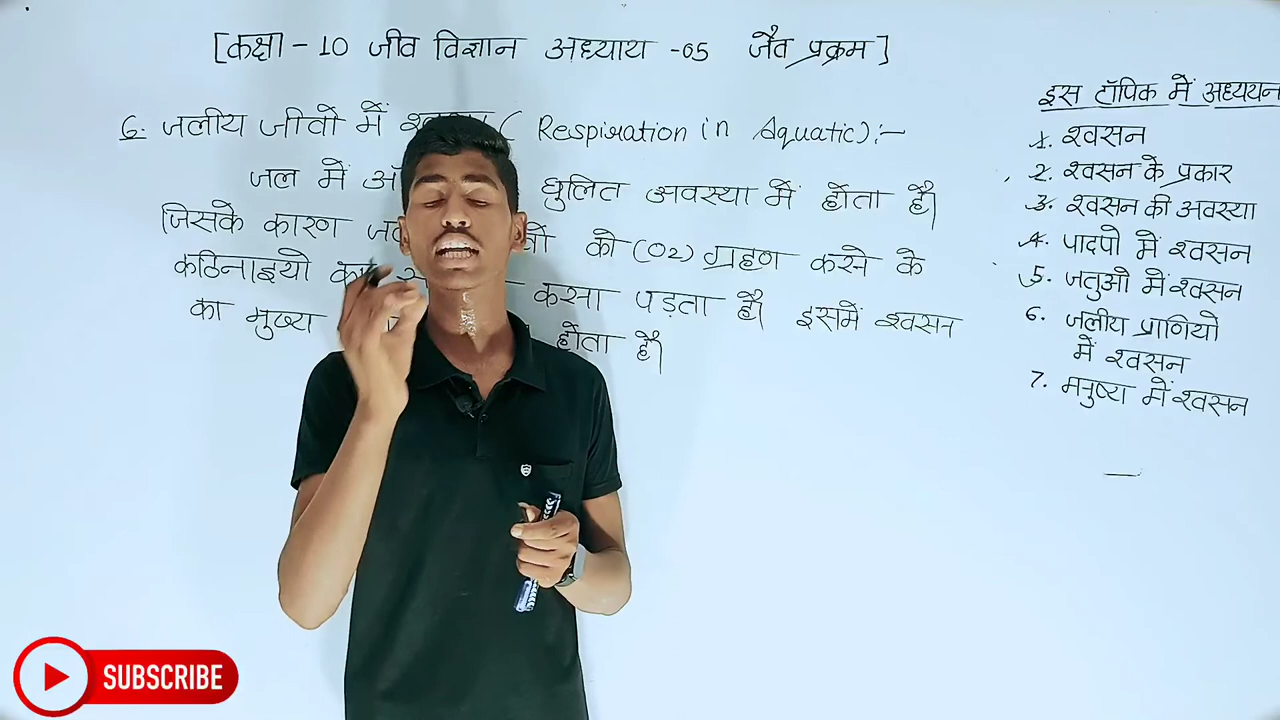 [कक्षा - 10 जीव विज्ञान अध्याय -05 जैव प्रक्रम]
6. जलीय जीवों में श्वसन ( Respiration in Aquatic):-
जल में घुलित अवस्था में होता है।
जिसके कारण को (O2) ग्रहण करने के
कठिनाइयो का करना पड़ता है। इसमें श्वसन
का मुख्य होता है।
इस टॉपिक में अध्ययन
1. श्वसन
2. श्वसन के प्रकार
3. श्वसन की अवस्था
4. पादपो में श्वसन
5. जतुओ में श्वसन
6. जलीय प्राणियो
में श्वसन
7. मनुष्य में श्वसन
SUBSCRIBE